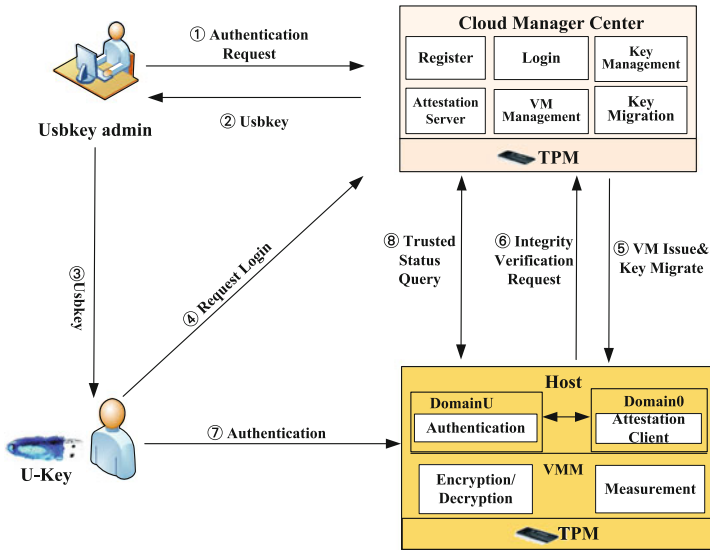 ① Authentication
Request
② Usbkey
Usbkey admin
Cloud Manager Center
Register
Login
Key
Management
Attestation
Server
VM
Management
Key
Migration
TPM
③Usbkey
④ Request Login
⑧ Trusted
Status
Query
⑥ Integrity
Verification
Request
⑤ VM Issue&
Key Migrate
U-Key
⑦ Authentication
Host
DomainU
Authentication
Domain0
Attestation
Client
VMM
Encryption/
Decryption
Measurement
TPM